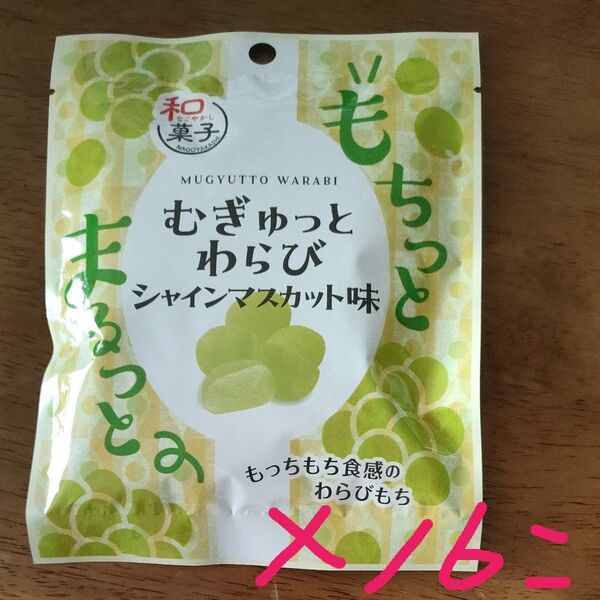 和
なごやかし
菓子
NAGOYAKASHI
もちっと
まるっと
MUGYUTTO WARABI
むぎゅっと
わらび
シャインマスカット味
もっちもち食感の
わらびもち
×16こ